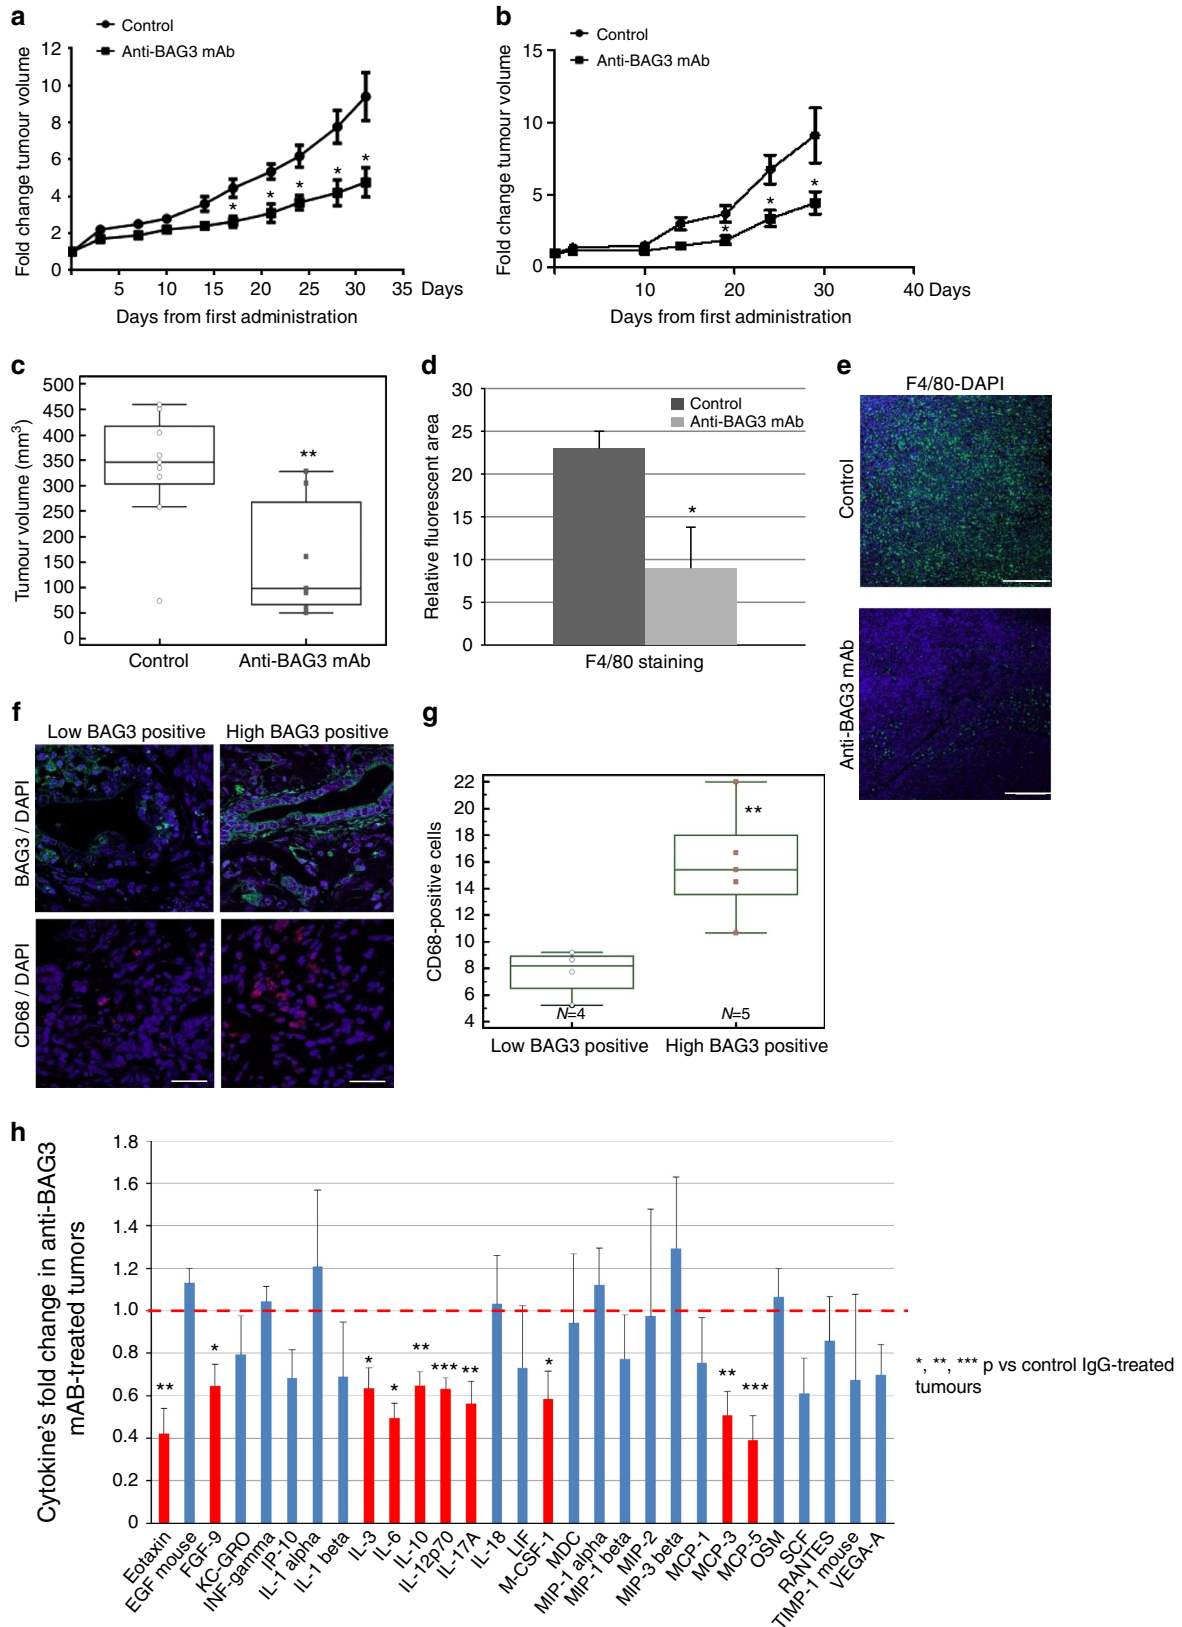 a
Control
Anti-BAG3 mAb
Fold change tumour volume
12
10
8
6
4
2
0
* * * * *
5 10 15 20 25 30 35 Days
Days from first administration
b
Control
Anti-BAG3 mAb
Fold change tumour volume
15
10
5
0
* * *
10 20 30 40 Days
Days from first administration
c
Tumour volume (mm³)
500
450
400
350
300
250
200
150
100
50
0
**
Control Anti-BAG3 mAb
d
Relative fluorescent area
30
25
20
15
10
5
0
Control
Anti-BAG3 mAb
*
F4/80 staining
e
F4/80-DAPI
Control
Anti-BAG3 mAb
f
Low BAG3 positive High BAG3 positive
BAG3 / DAPI
CD68 / DAPI
g
CD68-positive cells
22
20
18
16
14
12
10
8
6
4
**
N=4 N=5
Low BAG3 positive High BAG3 positive
h
Cytokine's fold change in anti-BAG3
mAB-treated tumors
1.8
1.6
1.4
1.2
1.0
0.8
0.6
0.4
0.2
0
** * * * ** *** ** * ** ***
Eotaxin
EGF mouse
FGF-9
KC-GRO
INF-gamma
IP-10
IL-1 alpha
IL-1 beta
IL-3
IL-6
IL-10
IL-12p70
IL-17A
IL-18
LIF
M-CSF-1
MDC
MIP-1 alpha
MIP-1 beta
MIP-2
MIP-3 beta
MCP-1
MCP-3
MCP-5
OSM
SCF
RANTES
TIMP-1 mouse
VEGA-A
*, **, *** p vs control IgG-treated
tumours